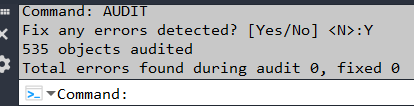 Command: AUDIT
Fix any errors detected? [Yes/No] <N>:Y
535 objects audited
Total errors found during audit 0, fixed 0
Command: